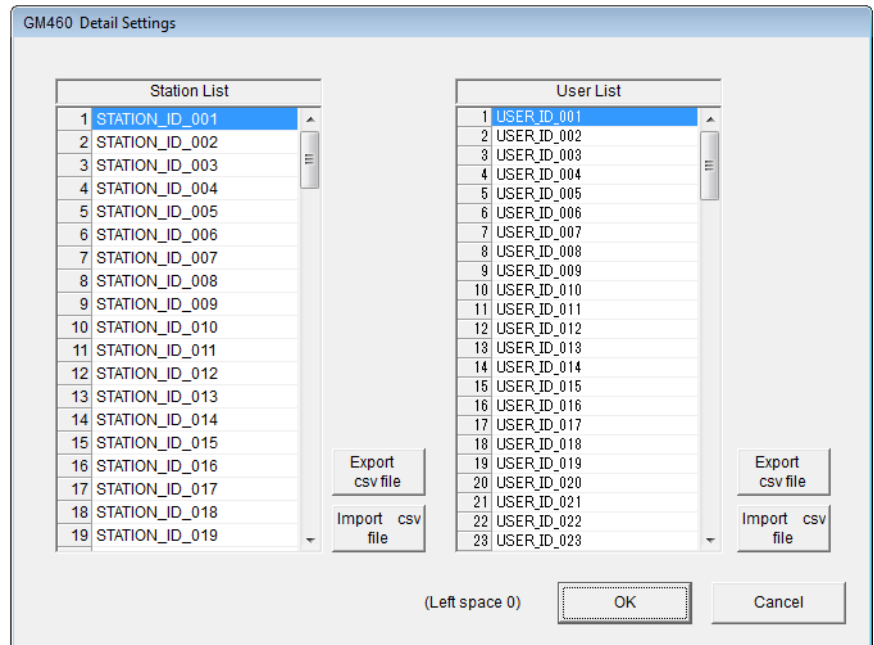 GM460 Detail Settings
Station List
1 STATION_ID_001
2 STATION_ID_002
3 STATION_ID_003
4 STATION_ID_004
5 STATION_ID_005
6 STATION_ID_006
7 STATION_ID_007
8 STATION_ID_008
9 STATION_ID_009
10 STATION_ID_010
11 STATION_ID_011
12 STATION_ID_012
13 STATION_ID_013
14 STATION_ID_014
15 STATION_ID_015
16 STATION_ID_016
17 STATION_ID_017
18 STATION_ID_018
19 STATION_ID_019
Export
csv file
Import csv
file
User List
1 USER_ID_001
2 USER_ID_002
3 USER_ID_003
4 USER_ID_004
5 USER_ID_005
6 USER_ID_006
7 USER_ID_007
8 USER_ID_008
9 USER_ID_009
10 USER_ID_010
11 USER_ID_011
12 USER_ID_012
13 USER_ID_013
14 USER_ID_014
15 USER_ID_015
16 USER_ID_016
17 USER_ID_017
18 USER_ID_018
19 USER_ID_019
20 USER_ID_020
21 USER_ID_021
22 USER_ID_022
23 USER_ID_023
Export
csv file
Import csv
file
(Left space 0)
OK
Cancel